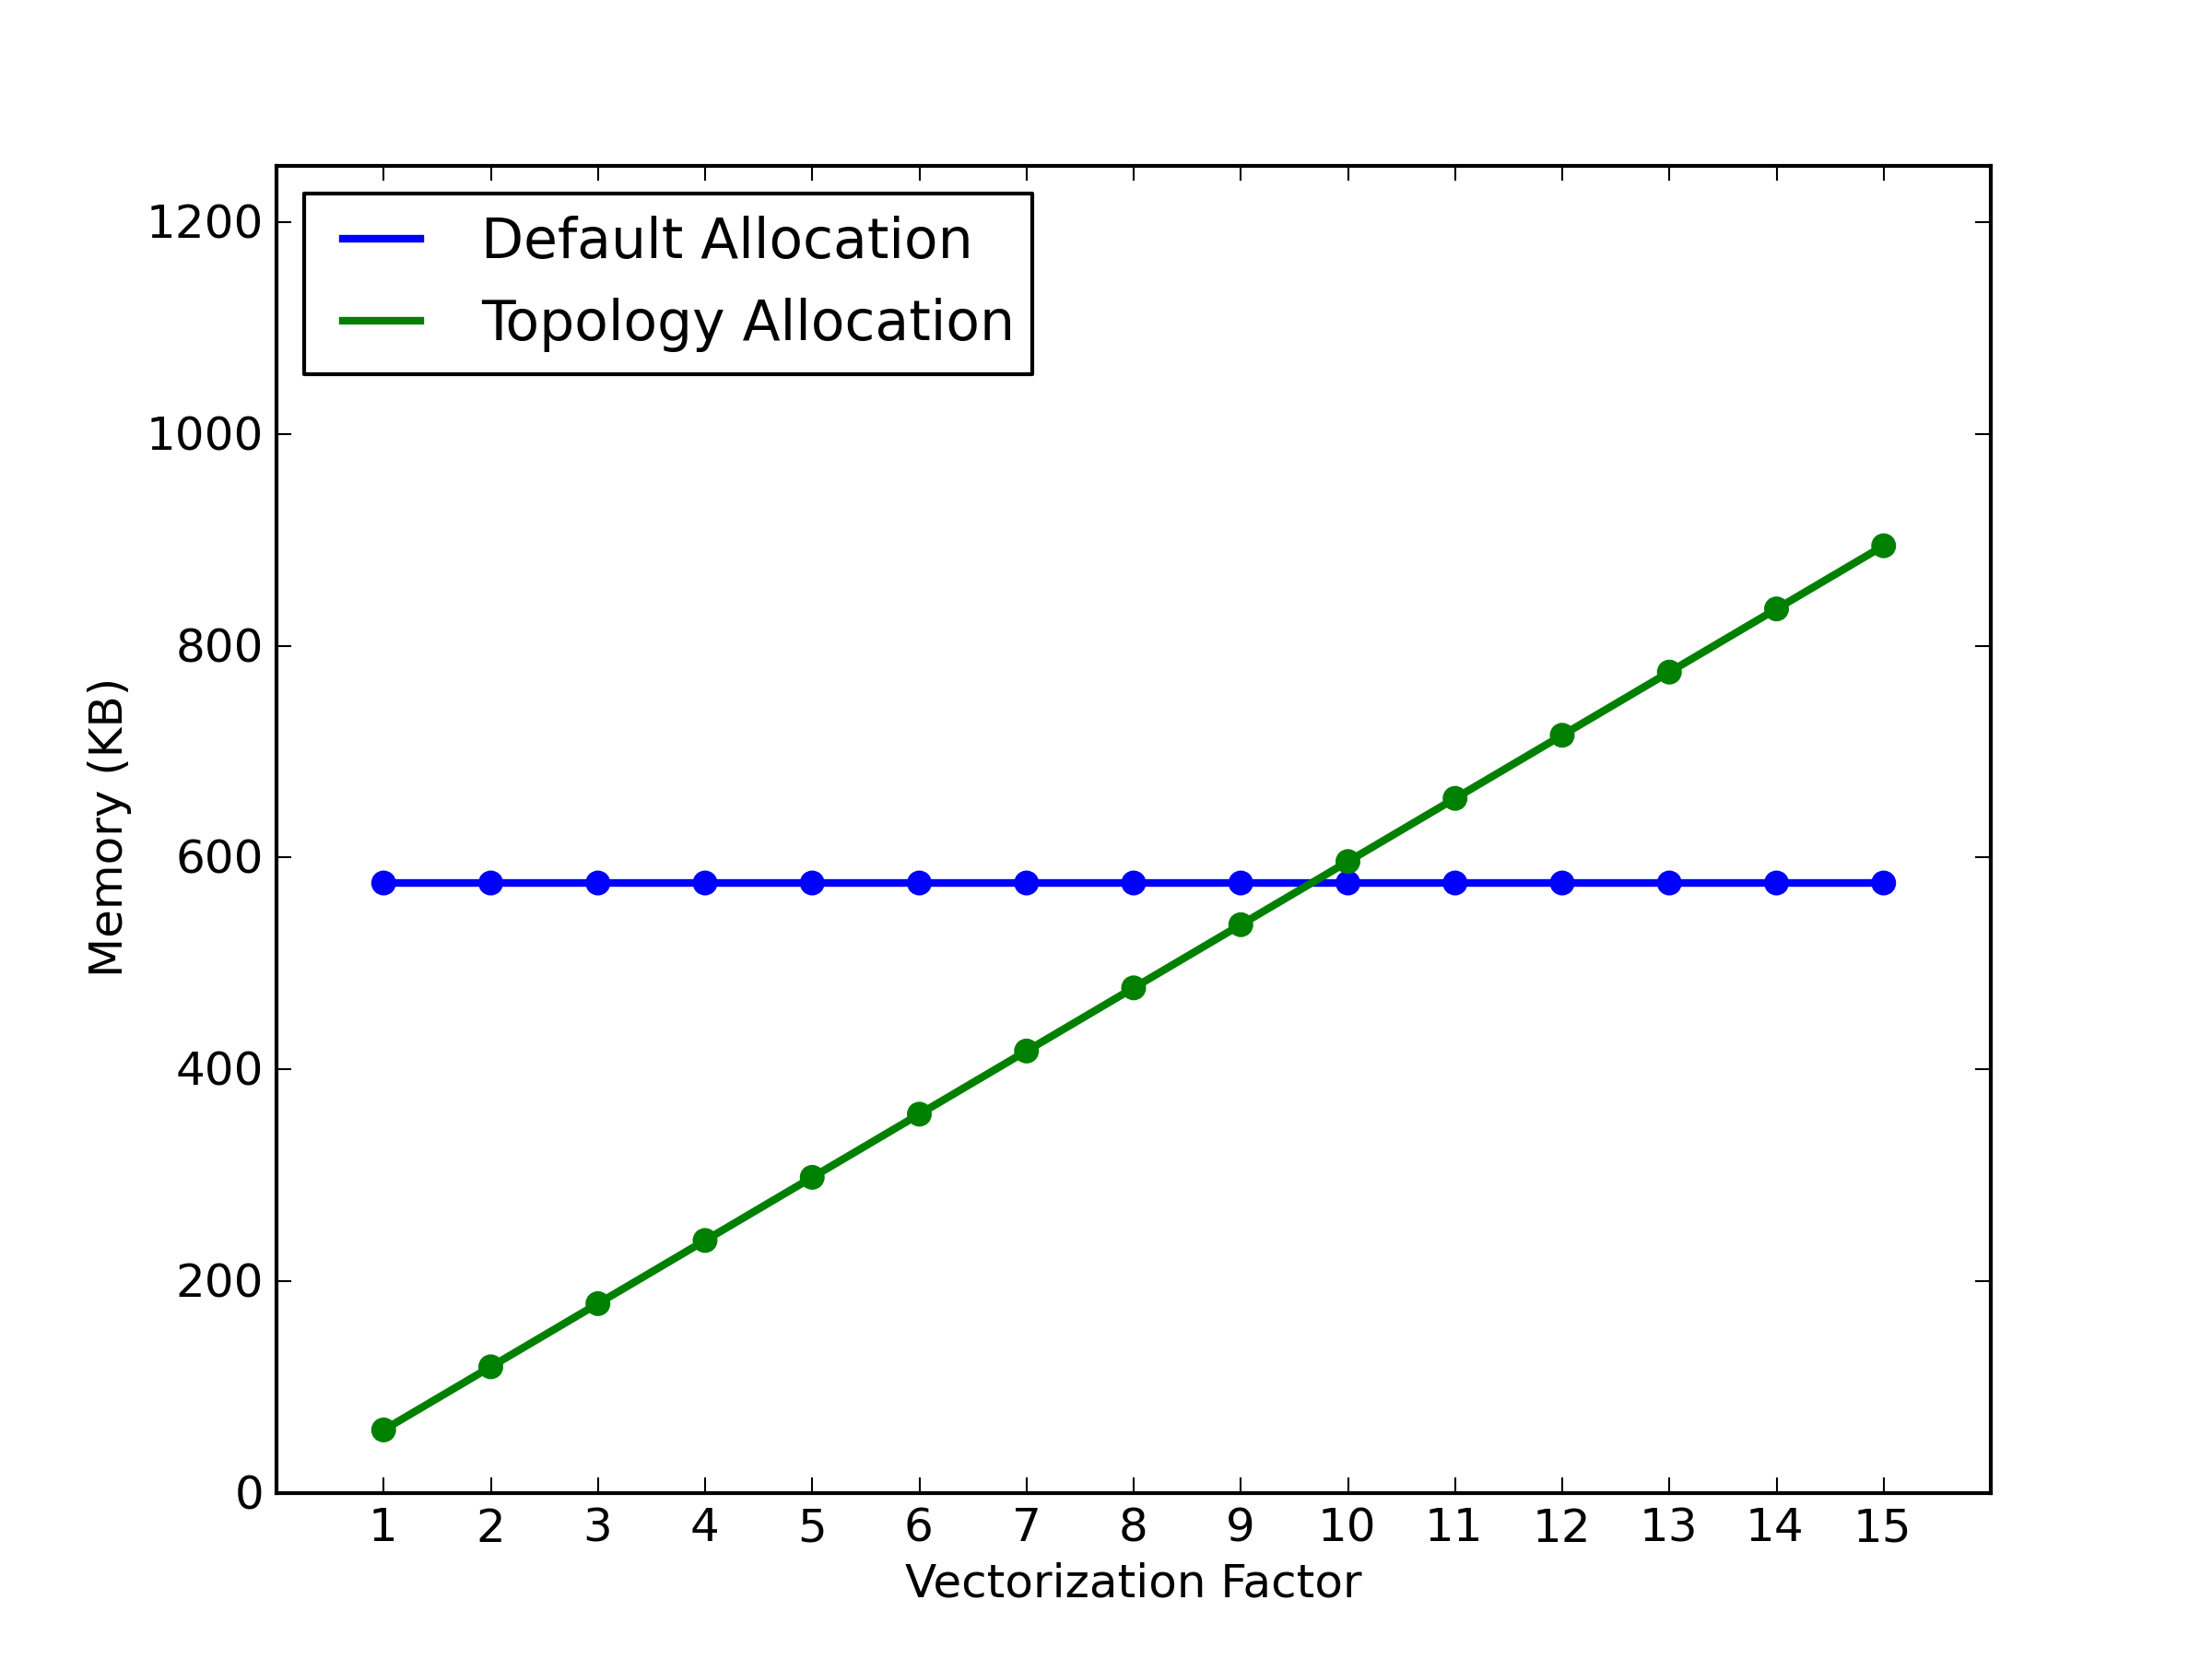 Default Allocation
Topology Allocation
1200
1000
800
600
400
200
0
Memory (KB)
1 2 3 4 5 6 7 8 9 10 11 12 13 14 15
Vectorization Factor